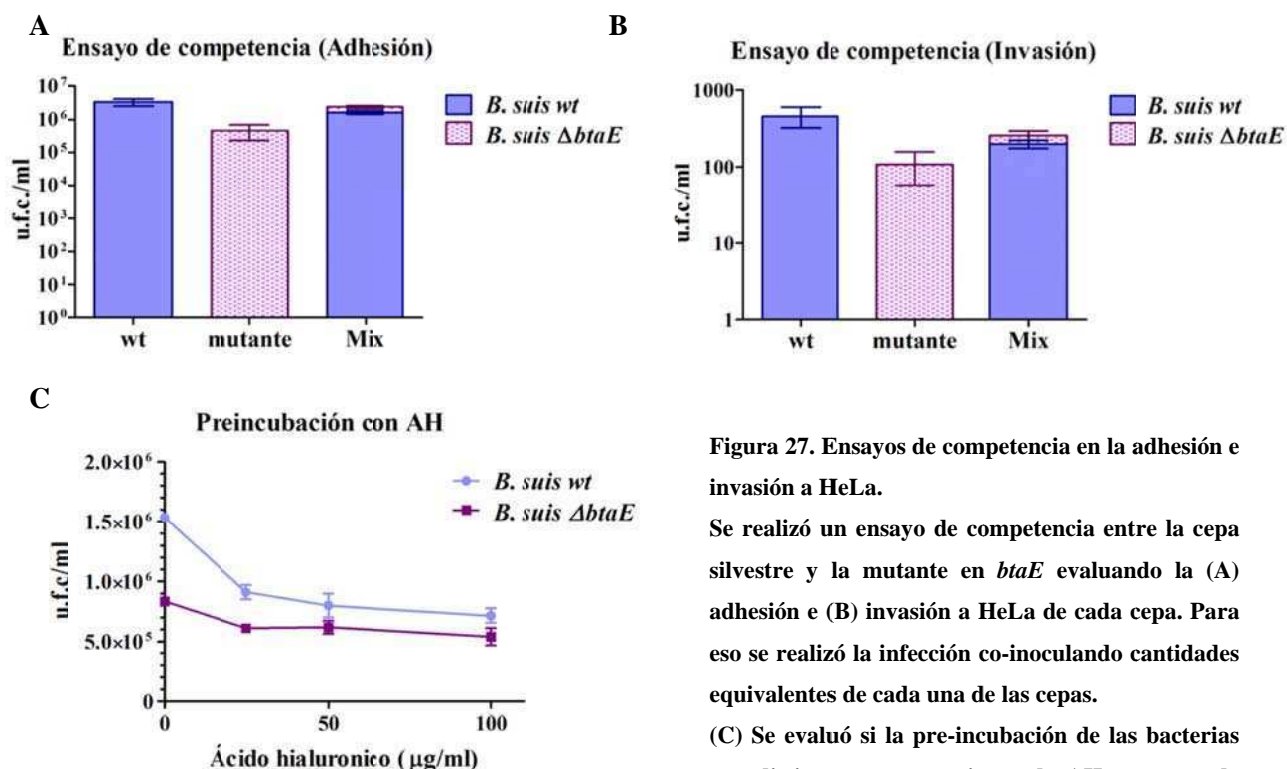 A
Ensayo de competencia (Adhesión)
10⁷
10⁶
10⁵
10⁴
10³
10²
10¹
10⁰
u.f.c./ml
wt mutante Mix
B. suis wt
B. suis ΔbtaE
B
Ensayo de competencia (Invasión)
1000
100
10
1
u.f.c./ml
wt mutante Mix
B. suis wt
B. suis ΔbtaE
C
Preincubación con AH
2.0×10⁶
1.5×10⁶
1.0×10⁶
5.0×10⁵
0
u.f.c/ml
0 50 100
Ácido hialuronico (μg/ml)
B. suis wt
B. suis ΔbtaE
Figura 27. Ensayos de competencia en la adhesión e
invasión a HeLa.
Se realizó un ensayo de competencia entre la cepa
silvestre y la mutante en btaE evaluando la (A)
adhesión e (B) invasión a HeLa de cada cepa. Para
eso se realizó la infección co-inoculando cantidades
equivalentes de cada una de las cepas.
(C) Se evaluó si la pre-incubación de las bacterias